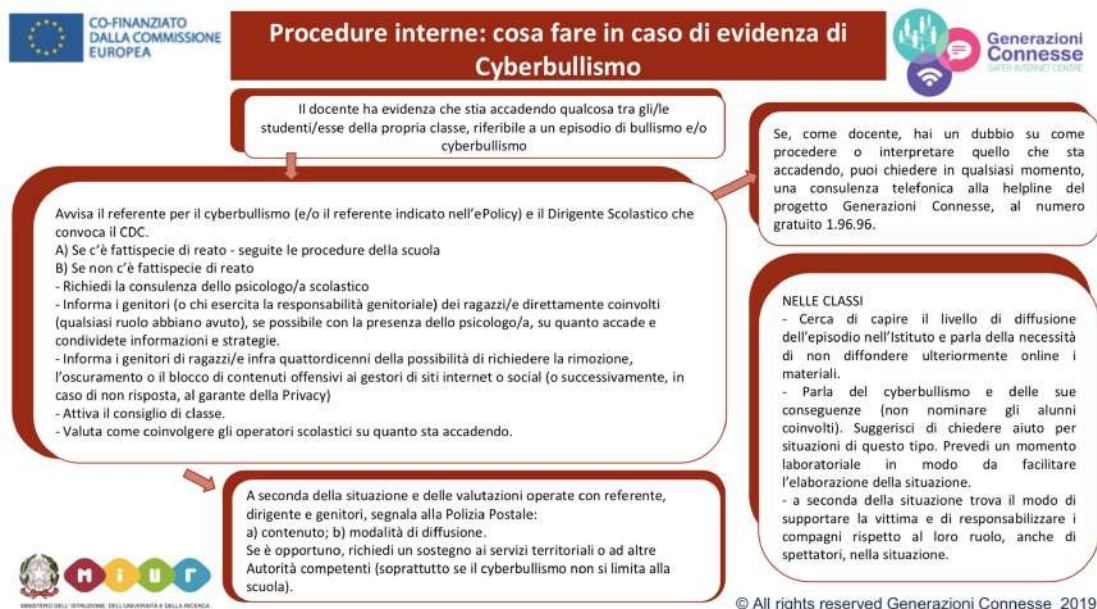 CO-FINANZIATO
DALLA COMMISSIONE
EUROPEA
Procedure interne: cosa fare in caso di evidenza di
Cyberbullismo
Generazioni
Connesse
SAFER INTERNET CENTRE
Il docente ha evidenza che stia accadendo qualcosa tra gli/le
studenti/esse della propria classe, riferibile a un episodio di bullismo e/o
cyberbullismo
Se, come docente, hai un dubbio su come
procedere o interpretare quello che sta
accadendo, puoi chiedere in qualsiasi momento,
una consulenza telefonica alla helpline del
progetto Generazioni Connesse, al numero
gratuito 1.96.96.
Avvisa il referente per il cyberbullismo (e/o il referente indicato nell'ePolicy) e il Dirigente Scolastico che
convoca il CDC.
A) Se c'è fattispecie di reato - seguite le procedure della scuola
B) Se non c'è fattispecie di reato
- Richiedi la consulenza dello psicologo/a scolastico
- Informa i genitori (o chi esercita la responsabilità genitoriale) dei ragazzi/e direttamente coinvolti
(qualsiasi ruolo abbiano avuto), se possibile con la presenza dello psicologo/a, su quanto accade e
condividete informazioni e strategie.
- Informa i genitori di ragazzi/e infra quattordicenni della possibilità di richiedere la rimozione,
l'oscuramento o il blocco di contenuti offensivi ai gestori di siti internet o social (o successivamente, in
caso di non risposta, al garante della Privacy)
- Attiva il consiglio di classe.
- Valuta come coinvolgere gli operatori scolastici su quanto sta accadendo.
NELLE CLASSI
- Cerca di capire il livello di diffusione
dell'episodio nell'Istituto e parla della necessità
di non diffondere ulteriormente online i
materiali.
- Parla del cyberbullismo e delle sue
conseguenze (non nominare gli alunni
coinvolti). Suggerisci di chiedere aiuto per
situazioni di questo tipo. Prevedi un momento
laboratoriale in modo da facilitare
l'elaborazione della situazione.
- a seconda della situazione trova il modo di
supportare la vittima e di responsabilizzare i
compagni rispetto al loro ruolo, anche di
spettatori, nella situazione.
A seconda della situazione e delle valutazioni operate con referente,
dirigente e genitori, segnala alla Polizia Postale:
a) contenuto; b) modalità di diffusione.
Se è opportuno, richiedi un sostegno ai servizi territoriali o ad altre
Autorità competenti (soprattutto se il cyberbullismo non si limita alla
scuola).
miur
MINISTERO DELL'ISTRUZIONE, DELL'UNIVERSITÀ E DELLA RICERCA
© All rights reserved Generazioni Connesse 2019